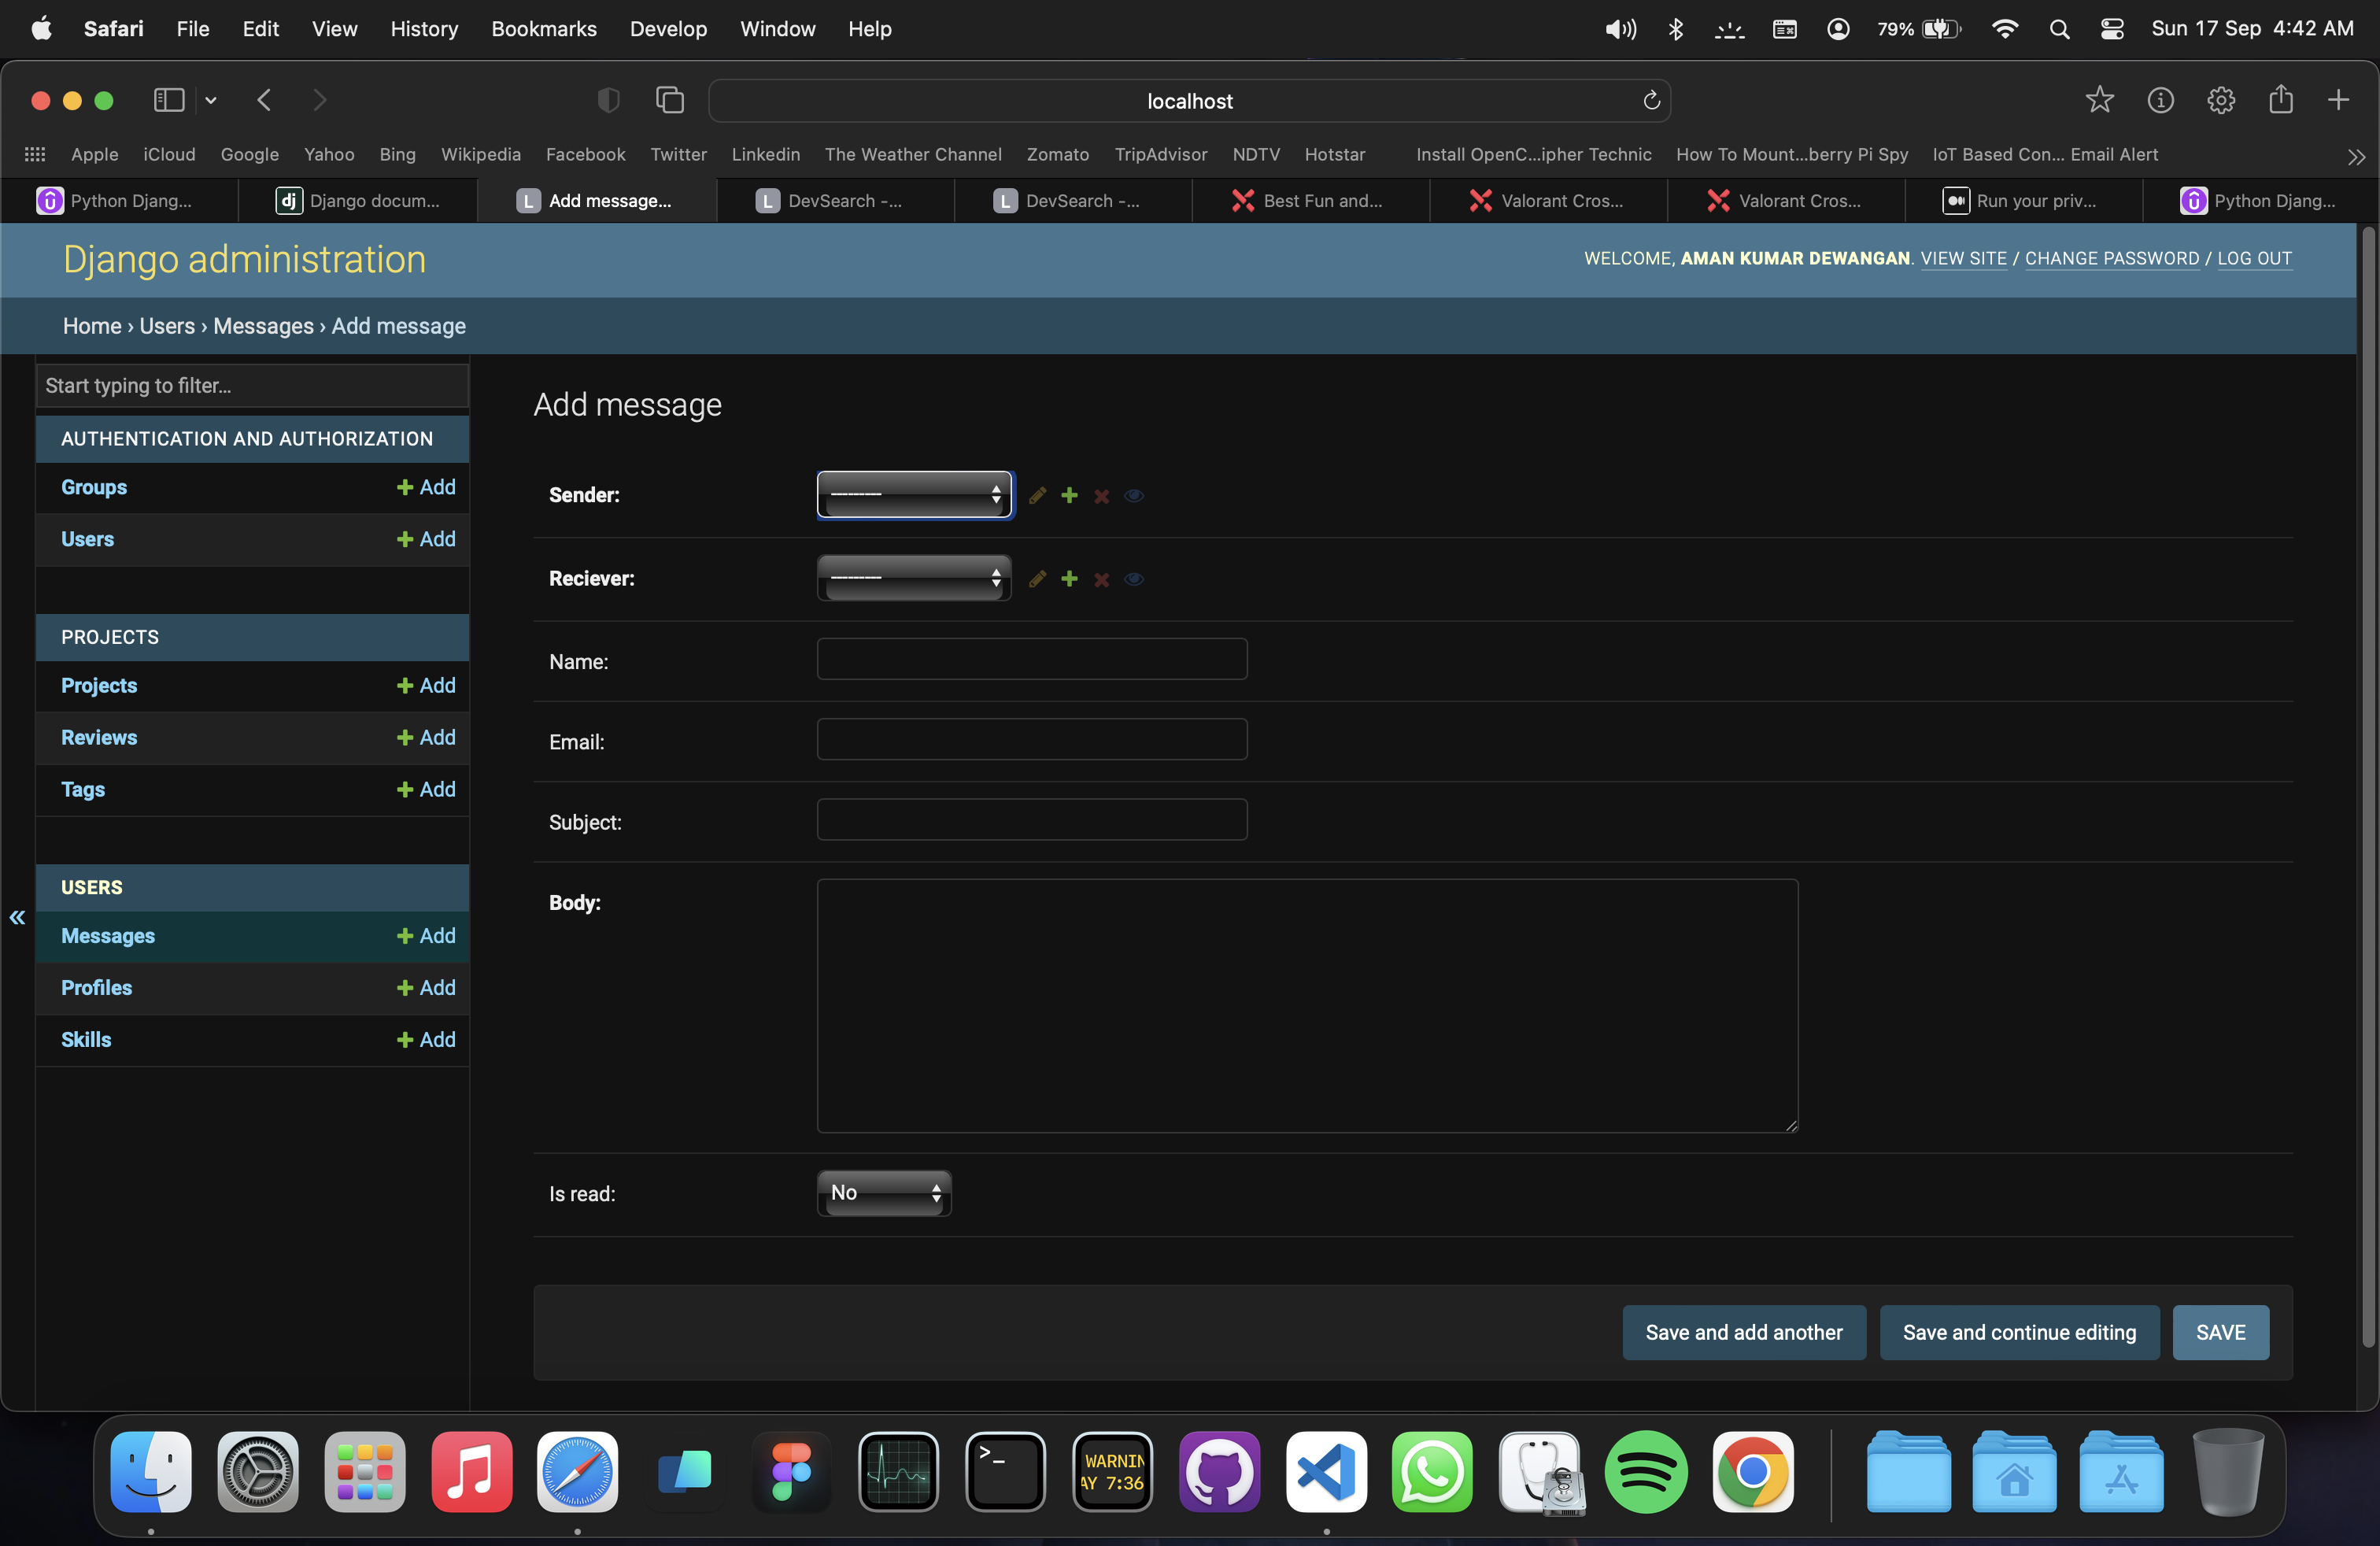 Safari File Edit View History Bookmarks Develop Window Help 79% Sun 17 Sep 4:42 AM
localhost
Apple iCloud Google Yahoo Bing Wikipedia Facebook Twitter Linkedin The Weather Channel Zomato TripAdvisor NDTV Hotstar Install OpenC...ipher Technic How To Mount...berry Pi Spy IoT Based Con... Email Alert
Python Djang... Django docum... L Add message... L DevSearch -... L DevSearch -... Best Fun and... Valorant Cros... Valorant Cros... Run your priv... Python Djang...
Django administration
WELCOME, AMAN KUMAR DEWANGAN. VIEW SITE / CHANGE PASSWORD / LOG OUT
Home › Users › Messages › Add message
Start typing to filter...
AUTHENTICATION AND AUTHORIZATION
Groups + Add
Users + Add
PROJECTS
Projects + Add
Reviews + Add
Tags + Add
USERS
Messages + Add
Profiles + Add
Skills + Add
Add message
Sender: ---------
Reciever: ---------
Name:
Email:
Subject:
Body:
Is read: No
Save and add another Save and continue editing SAVE
WARNIN
AY 7:36